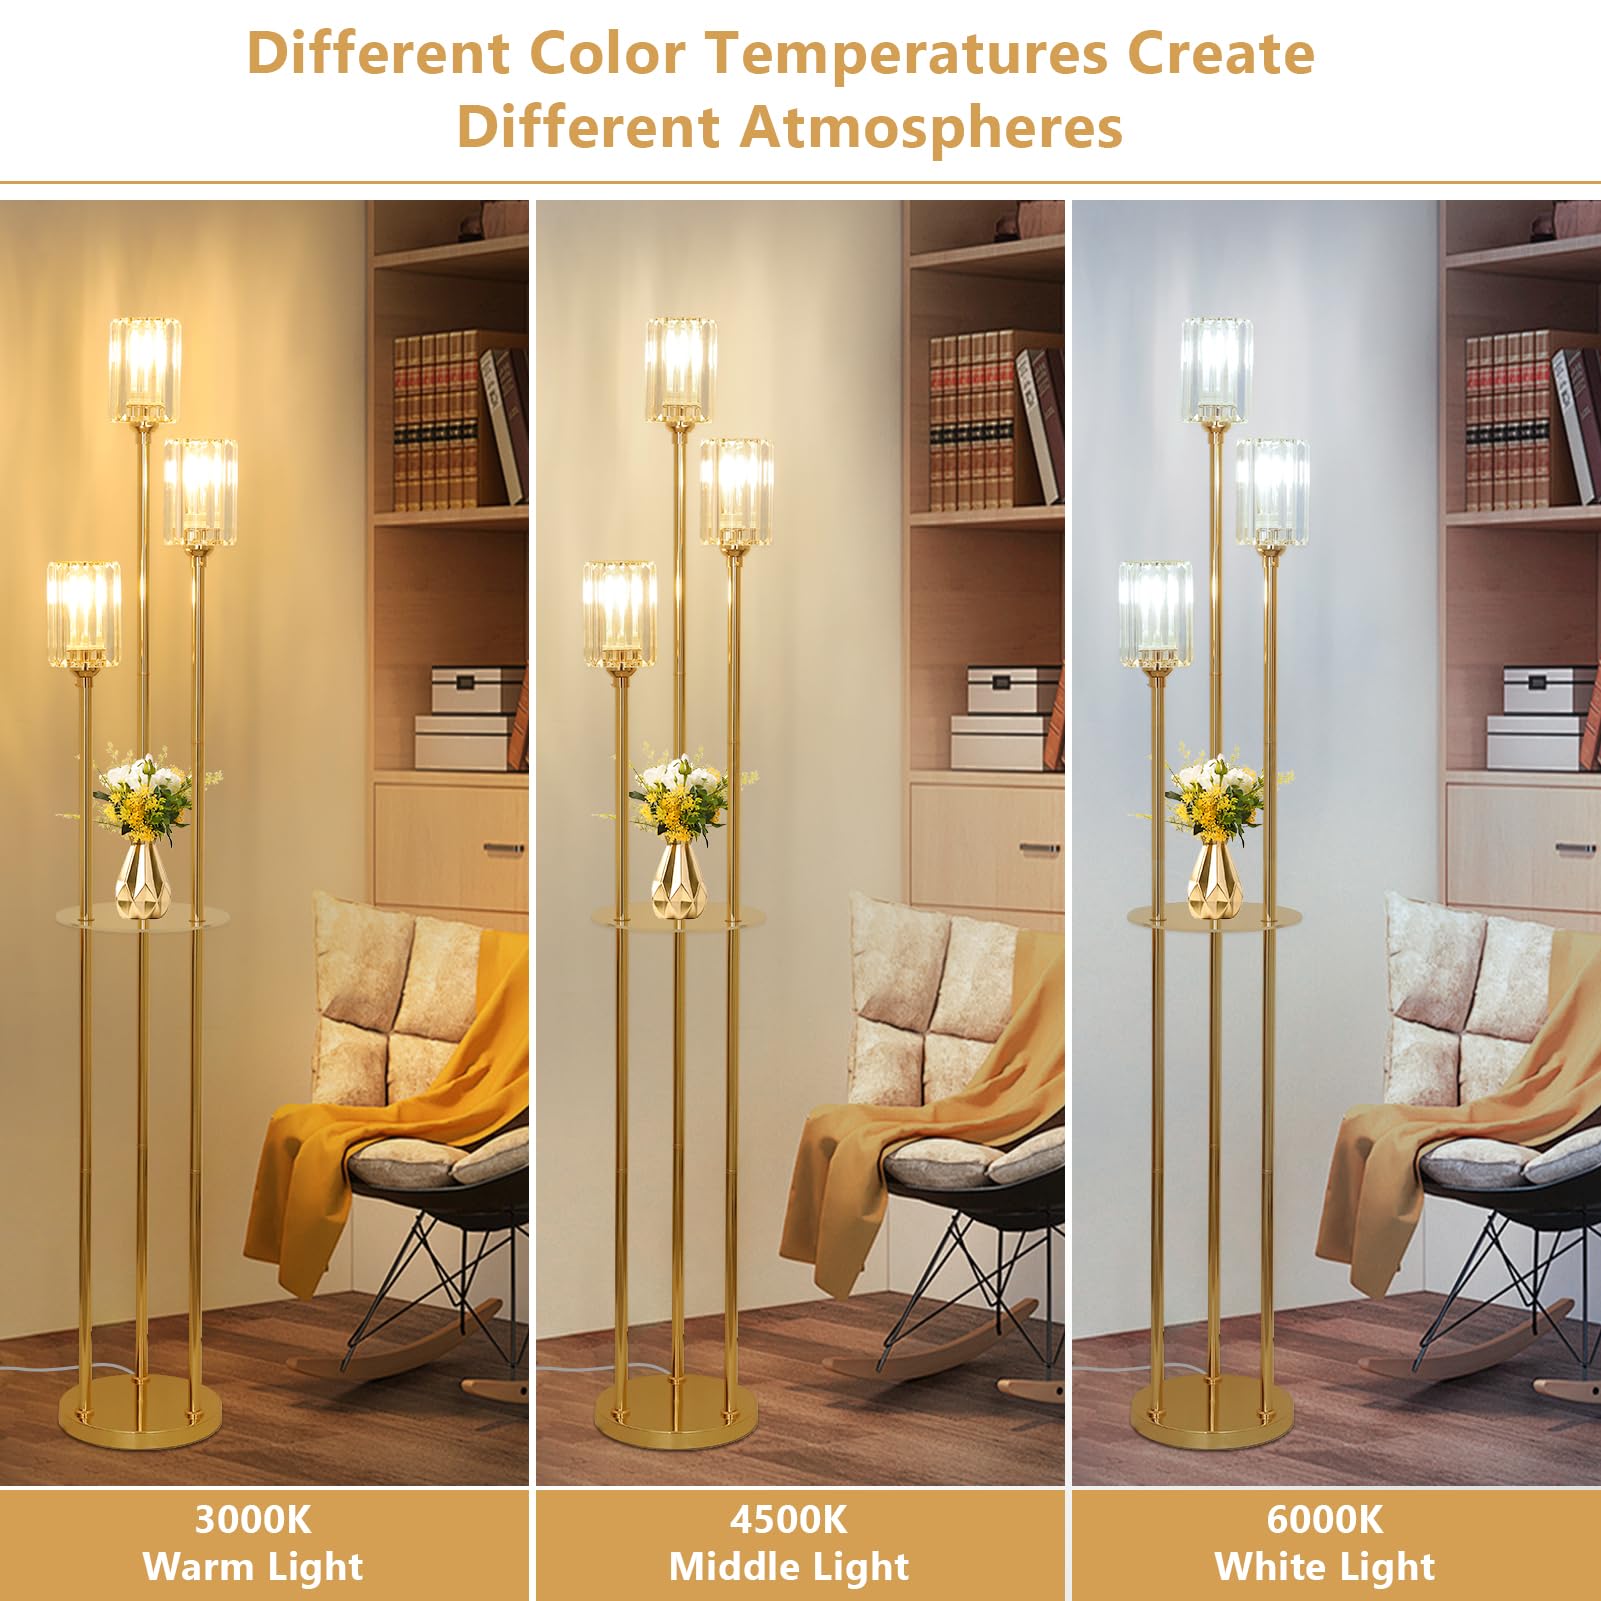 Different Color Temperatures Create
Different Atmospheres
3000K
Warm Light
4500K
Middle Light
6000K
White Light